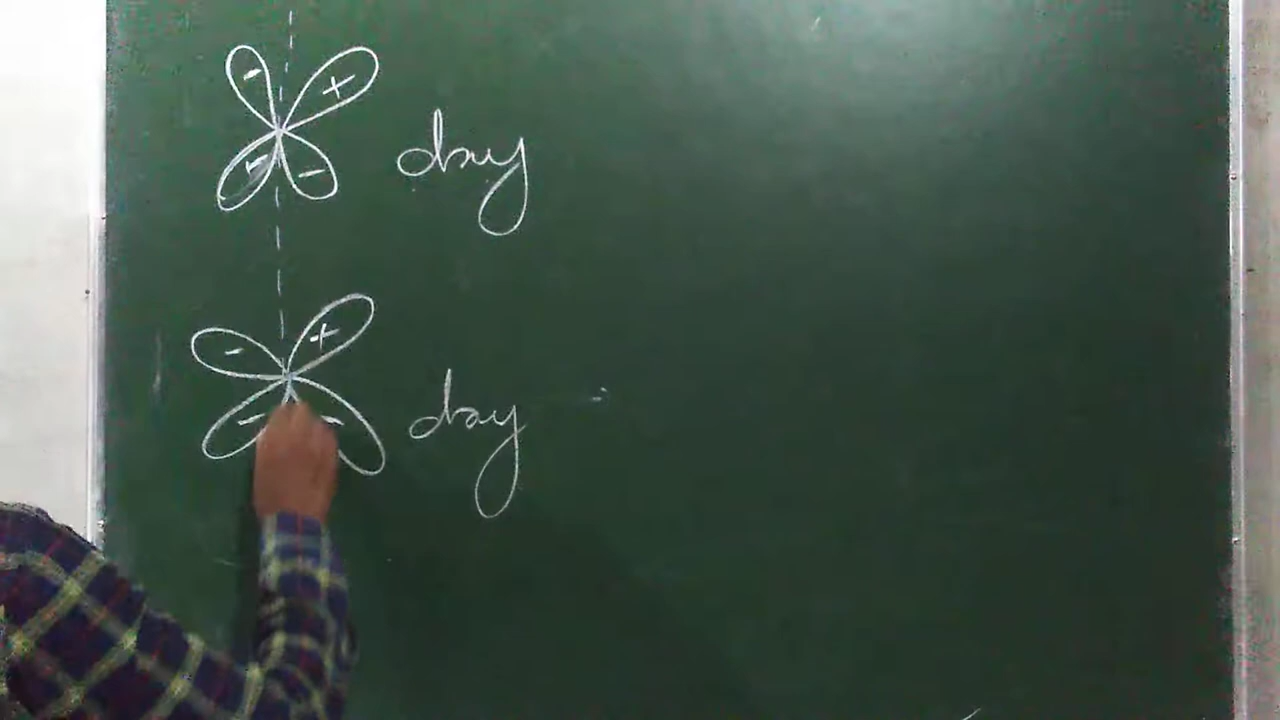 - +
+ - dxy
- +
- - dxy